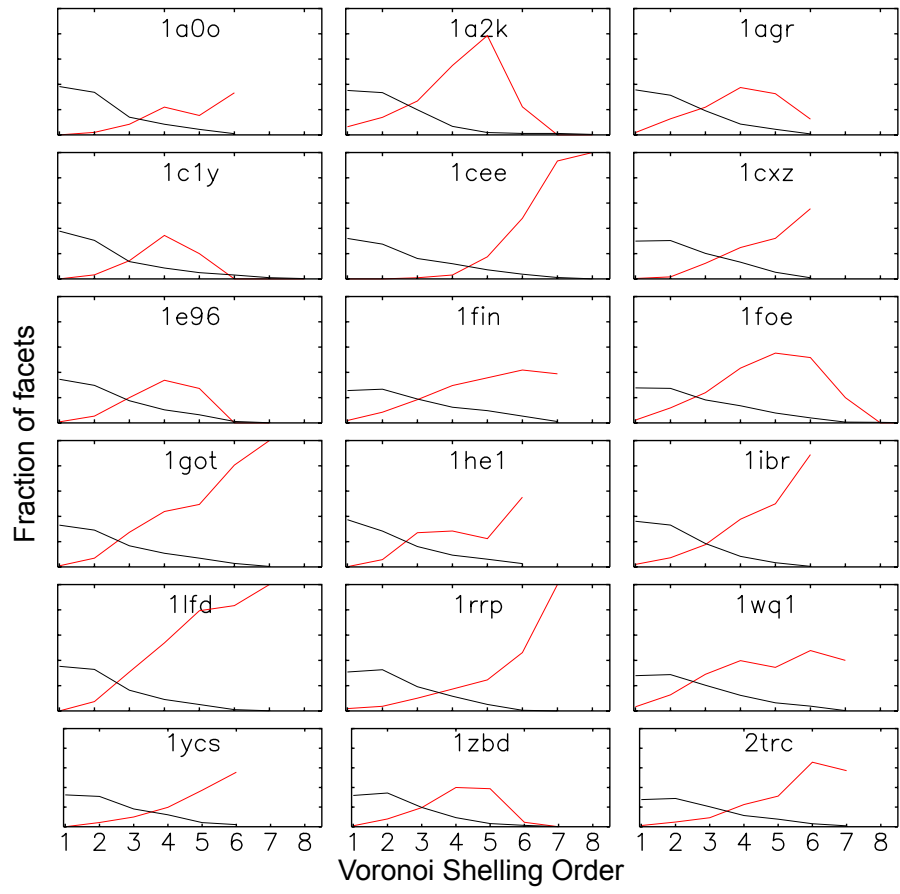 1a0o 1a2k 1agr
1c1y 1cee 1cxz
1e96 1fin 1foe
1got 1he1 1ibr
1lfd 1rrp 1wq1
1ycs 1zbd 2trc
Fraction of facets
1 2 3 4 5 6 7 8 1 2 3 4 5 6 7 8 1 2 3 4 5 6 7 8
Voronoi Shelling Order